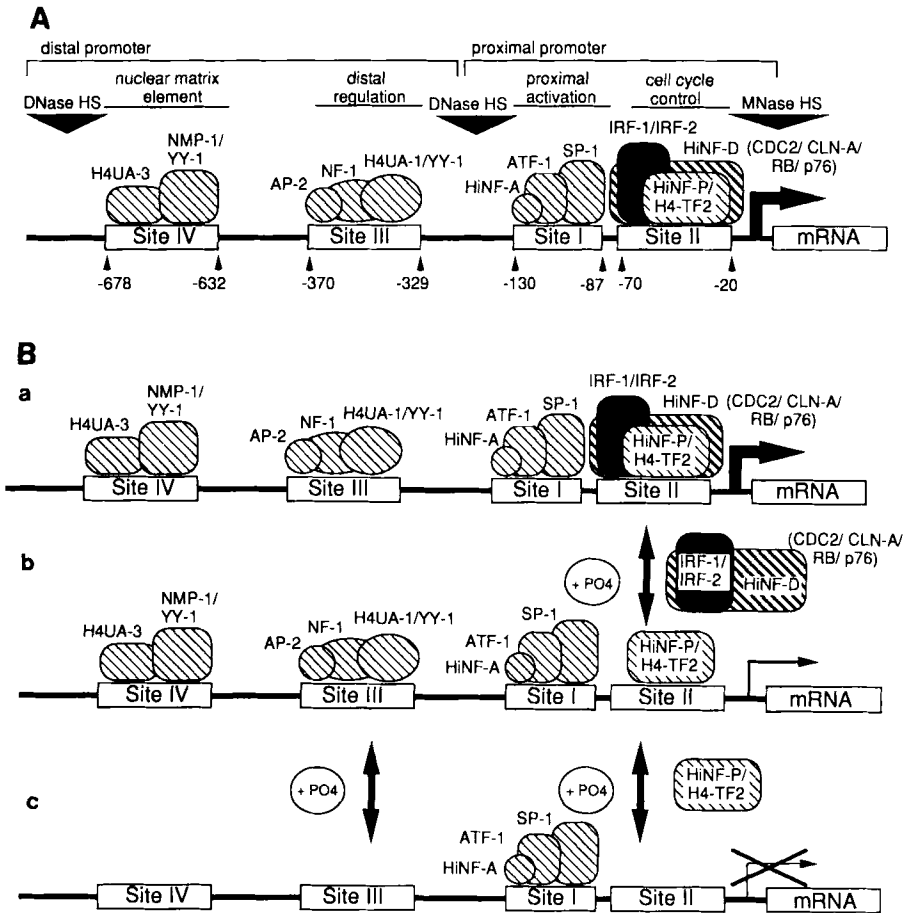 A
distal promoter
proximal promoter
nuclear matrix element
distal regulation
proximal activation
cell cycle control
DNase HS
DNase HS
MNase HS
H4UA-3
NMP-1/ YY-1
AP-2
NF-1
H4UA-1/YY-1
HiNF-A
ATF-1
SP-1
IRF-1/IRF-2
HiNF-D
(CDC2/ CLN-A/ RB/ p76)
HiNF-P/ H4-TF2
Site IV
Site III
Site I
Site II
mRNA
-678
-632
-370
-329
-130
-87
-70
-20
B
a
H4UA-3
NMP-1/ YY-1
AP-2
NF-1
H4UA-1/YY-1
HiNF-A
ATF-1
SP-1
IRF-1/IRF-2
HiNF-D
(CDC2/ CLN-A/ RB/ p76)
HiNF-P/ H4-TF2
Site IV
Site III
Site I
Site II
mRNA
b
+ PO4
IRF-1/ IRF-2
HiNF-D
(CDC2/ CLN-A/ RB/ p76)
H4UA-3
NMP-1/ YY-1
AP-2
NF-1
H4UA-1/YY-1
HiNF-A
ATF-1
SP-1
HiNF-P/ H4-TF2
Site IV
Site III
Site I
Site II
mRNA
+ PO4
+ PO4
HiNF-P/ H4-TF2
c
SP-1
ATF-1
HiNF-A
Site IV
Site III
Site I
Site II
mRNA